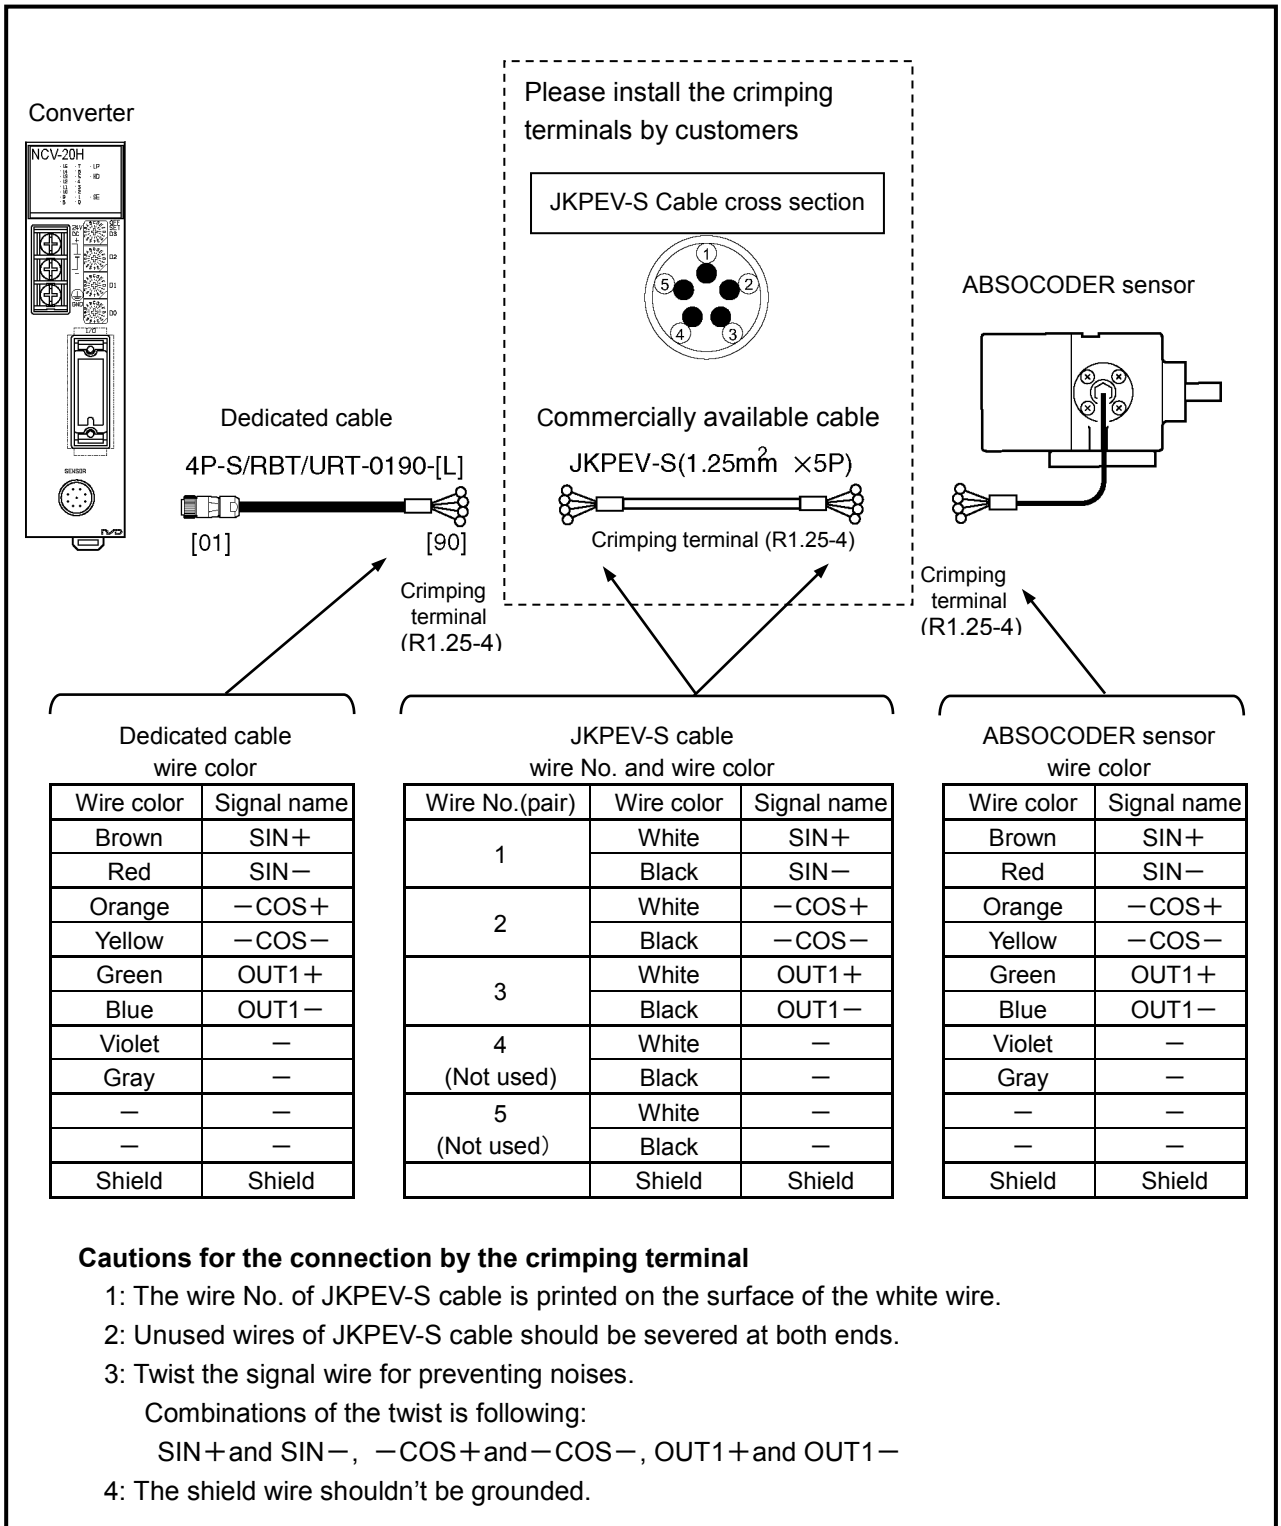 Please install the crimping
terminals by customers
Converter
NCV-20H
JKPEV-S Cable cross section
1
5
2
4
3
24V
DC
+
-
GND
D3
D2
D1
D0
I/O
SENSOR
ABSOCODER sensor
Dedicated cable
4P-S/RBT/URT-0190-[L]
[01]
[90]
Commercially available cable
JKPEV-S(1.25mm2 ×5P)
Crimping terminal (R1.25-4)
Crimping
terminal
(R1.25-4)
Crimping
terminal
(R1.25-4)
Dedicated cable
wire color
Wire color Signal name
Brown SIN+
Red SIN-
Orange -COS+
Yellow -COS-
Green OUT1+
Blue OUT1-
Violet -
Gray -
- -
- -
Shield Shield
JKPEV-S cable
wire No. and wire color
Wire No.(pair) Wire color Signal name
1 White SIN+
Black SIN-
2 White -COS+
Black -COS-
3 White OUT1+
Black OUT1-
4 White -
(Not used) Black -
5 White -
(Not used) Black -
Shield Shield
ABSOCODER sensor
wire color
Wire color Signal name
Brown SIN+
Red SIN-
Orange -COS+
Yellow -COS-
Green OUT1+
Blue OUT1-
Violet -
Gray -
- -
- -
Shield Shield
Cautions for the connection by the crimping terminal
1: The wire No. of JKPEV-S cable is printed on the surface of the white wire.
2: Unused wires of JKPEV-S cable should be severed at both ends.
3: Twist the signal wire for preventing noises.
Combinations of the twist is following:
SIN+and SIN-, -COS+and-COS-, OUT1+and OUT1-
4: The shield wire shouldn't be grounded.